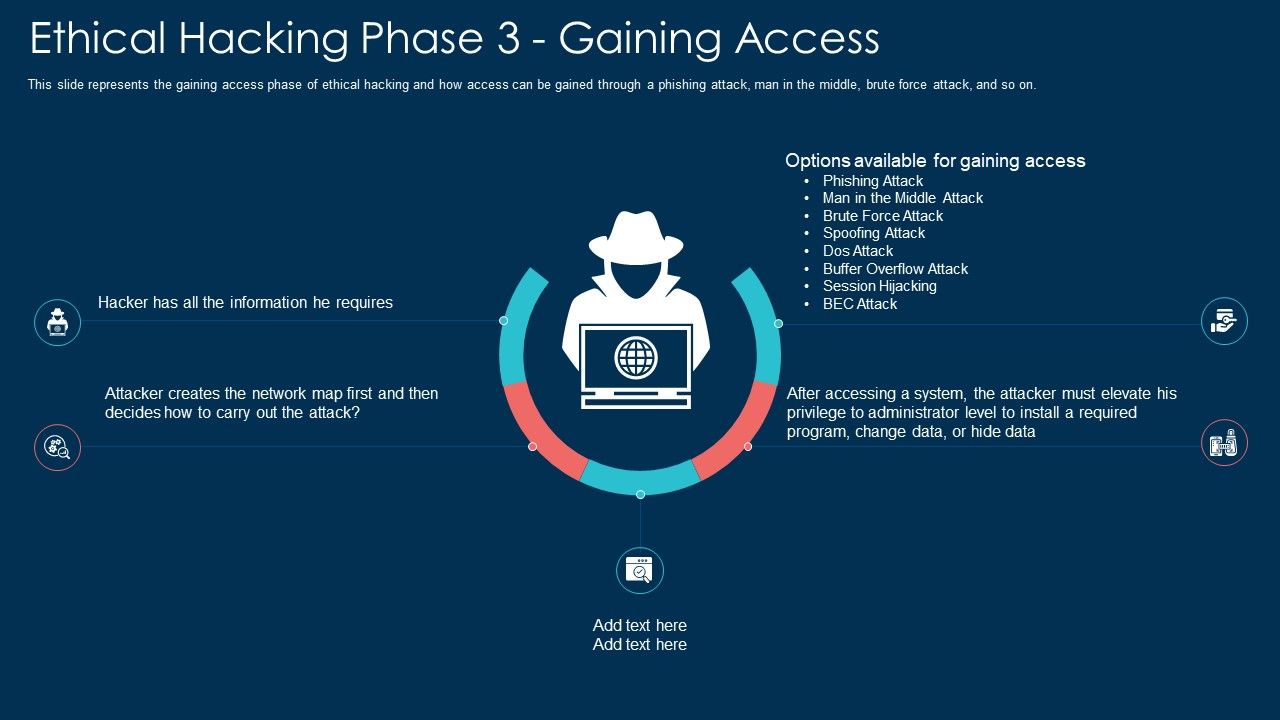 Ethical Hacking Phase 3 - Gaining Access
This slide represents the gaining access phase of ethical hacking and how access can be gained through a phishing attack, man in the middle, brute force attack, and so on.
Hacker has all the information he requires
Attacker creates the network map first and then
decides how to carry out the attack?
Options available for gaining access
• Phishing Attack
• Man in the Middle Attack
• Brute Force Attack
• Spoofing Attack
• Dos Attack
• Buffer Overflow Attack
• Session Hijacking
• BEC Attack
After accessing a system, the attacker must elevate his
privilege to administrator level to install a required
program, change data, or hide data
Add text here
Add text here